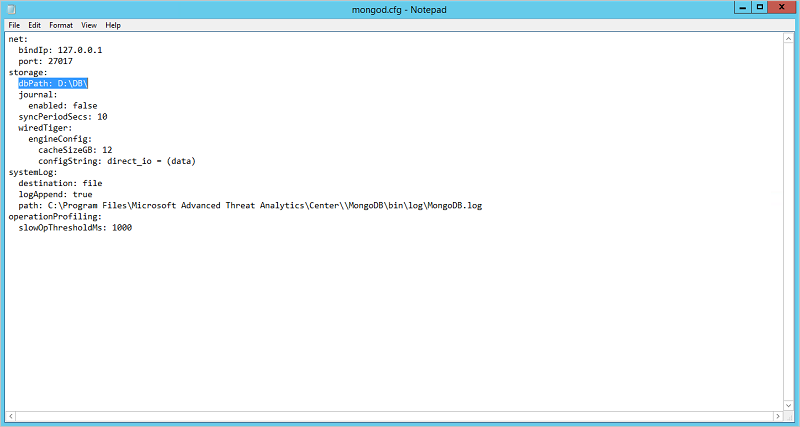 mongod.cfg - Notepad
File Edit Format View Help
net:
  bindIp: 127.0.0.1
  port: 27017
storage:
  dbPath: D:\DB\
  journal:
    enabled: false
  syncPeriodSecs: 10
  wiredTiger:
    engineConfig:
      cacheSizeGB: 12
      configString: direct_io = (data)
systemLog:
  destination: file
  logAppend: true
  path: C:\Program Files\Microsoft Advanced Threat Analytics\Center\\MongoDB\bin\log\MongoDB.log
operationProfiling:
  slowOpThresholdMs: 1000